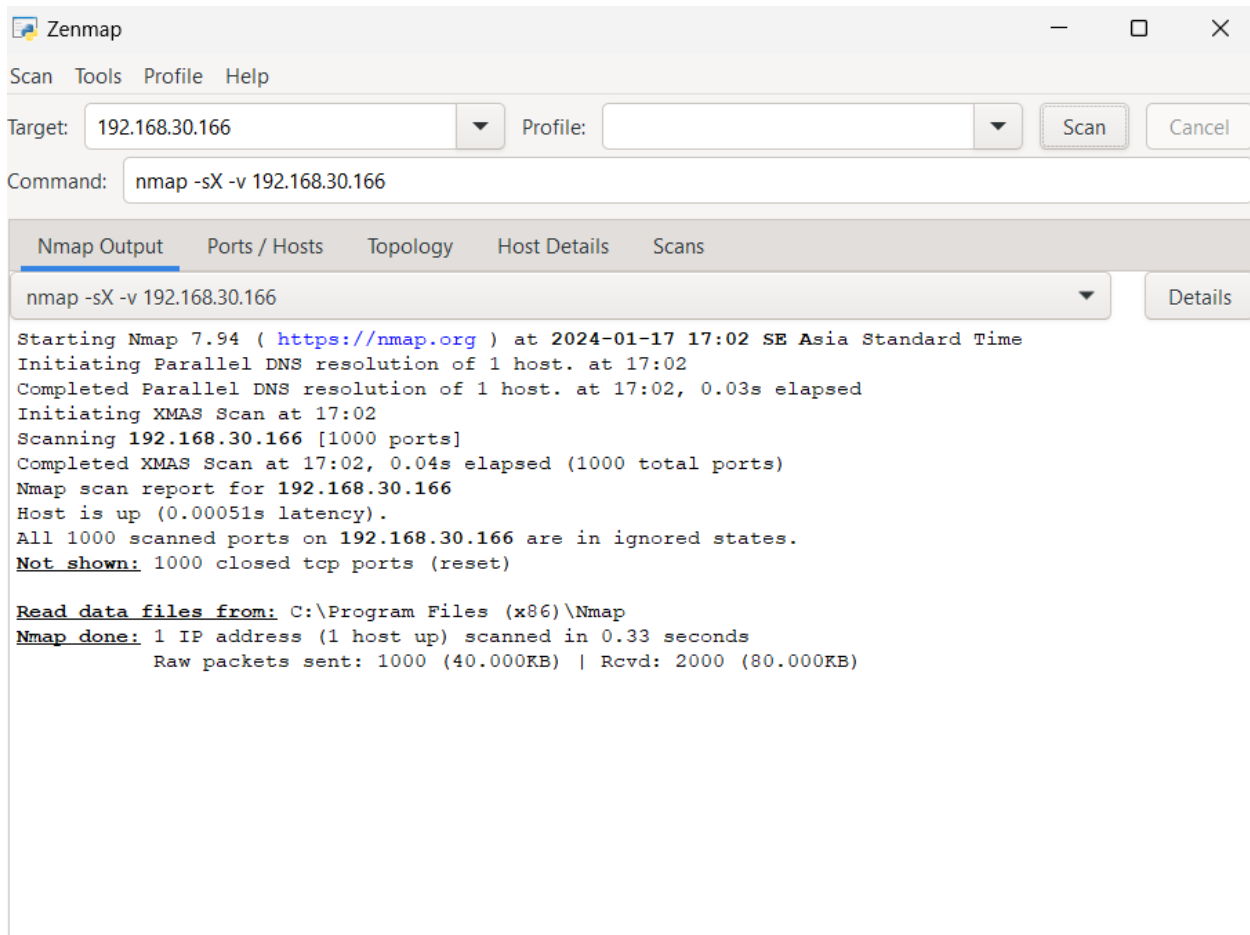 Zenmap
Scan Tools Profile Help
Target: 192.168.30.166 Profile: Scan Cancel
Command: nmap -sX -v 192.168.30.166
Nmap Output Ports / Hosts Topology Host Details Scans
nmap -sX -v 192.168.30.166 Details
Starting Nmap 7.94 ( https://nmap.org ) at 2024-01-17 17:02 SE Asia Standard Time
Initiating Parallel DNS resolution of 1 host. at 17:02
Completed Parallel DNS resolution of 1 host. at 17:02, 0.03s elapsed
Initiating XMAS Scan at 17:02
Scanning 192.168.30.166 [1000 ports]
Completed XMAS Scan at 17:02, 0.04s elapsed (1000 total ports)
Nmap scan report for 192.168.30.166
Host is up (0.00051s latency).
All 1000 scanned ports on 192.168.30.166 are in ignored states.
Not shown: 1000 closed tcp ports (reset)
Read data files from: C:\Program Files (x86)\Nmap
Nmap done: 1 IP address (1 host up) scanned in 0.33 seconds
Raw packets sent: 1000 (40.000KB) | Rcvd: 2000 (80.000KB)